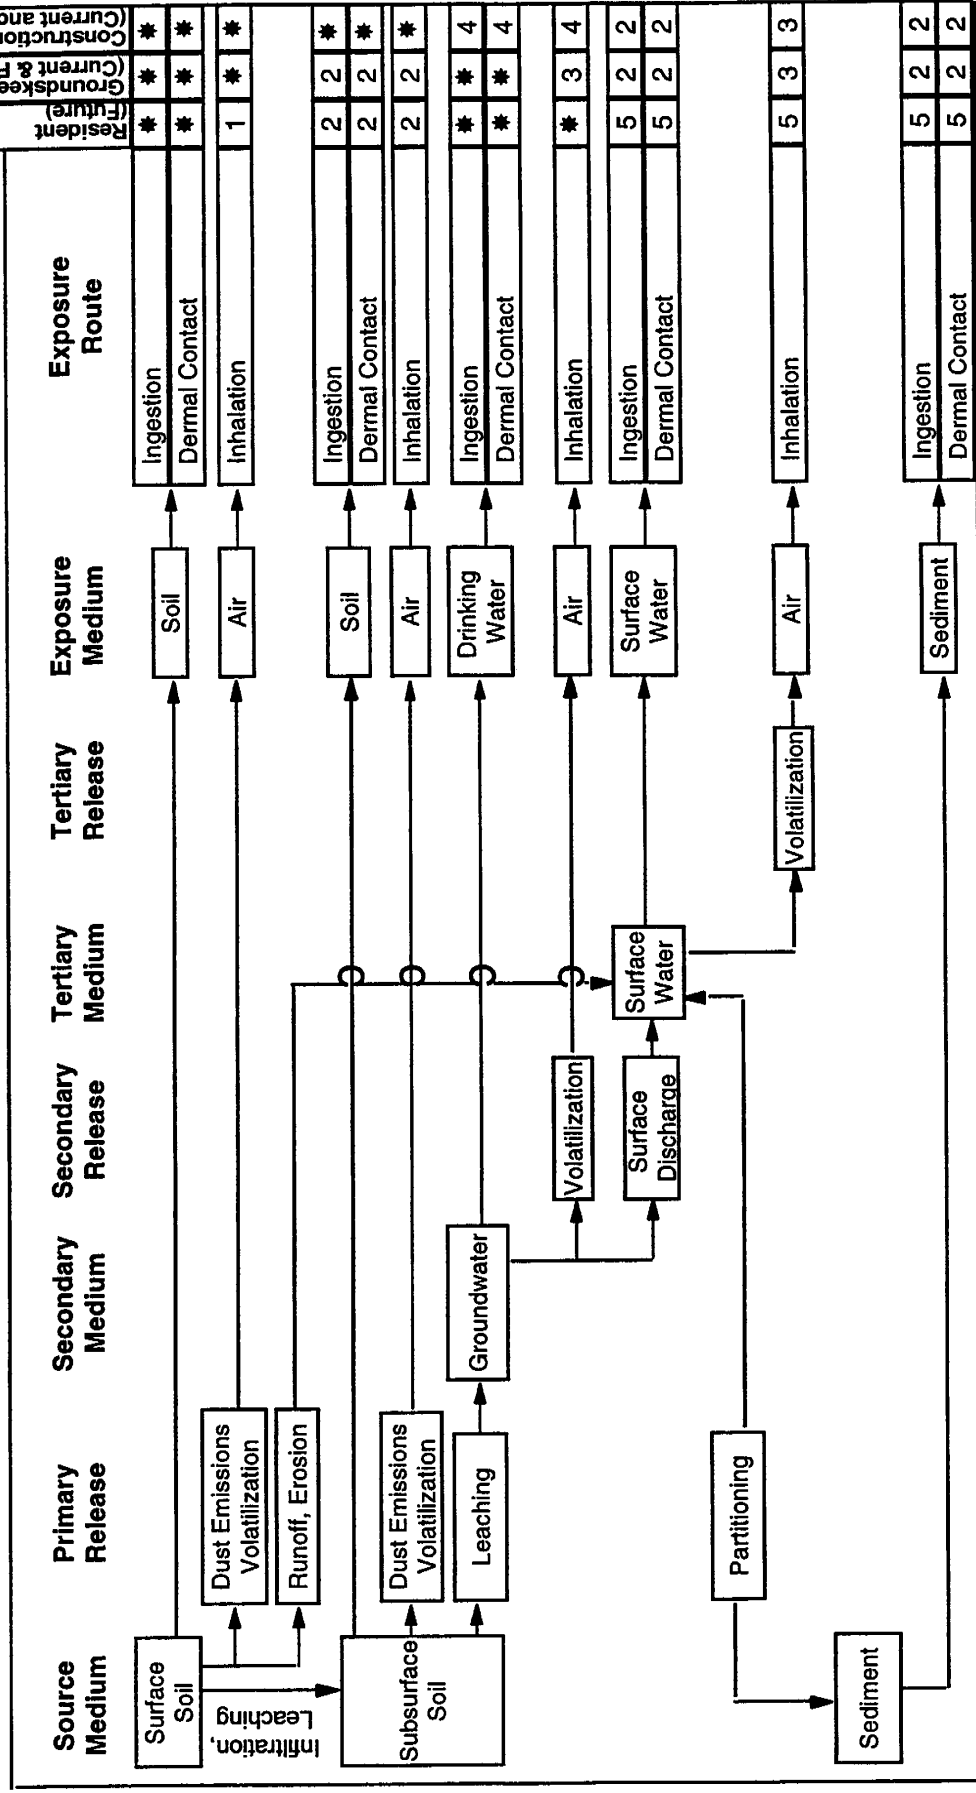 Source
Medium
Primary
Release
Secondary
Medium
Secondary
Release
Tertiary
Medium
Tertiary
Release
Exposure
Medium
Exposure
Route
Resident
(Future)
(Current &
Construction
(Current and
Surface
Soil
Soil
Ingestion
* * *
Dermal Contact
* * *
Dust Emissions
Volatilization
Air
Inhalation
1 * *
Runoff, Erosion
Infiltration,
Leaching
Subsurface
Soil
Soil
Ingestion
2 2 *
Dermal Contact
2 2 *
Dust Emissions
Volatilization
Air
Inhalation
2 2 *
Leaching
Groundwater
Drinking
Water
Ingestion
* * 4
Dermal Contact
* * 4
Volatilization
Air
Inhalation
* 3 4
Surface
Discharge
Surface
Water
Surface
Water
Ingestion
5 2 2
Dermal Contact
5 2 2
Partitioning
Volatilization
Air
Inhalation
5 3 3
Sediment
Sediment
Ingestion
5 2 2
Dermal Contact
5 2 2